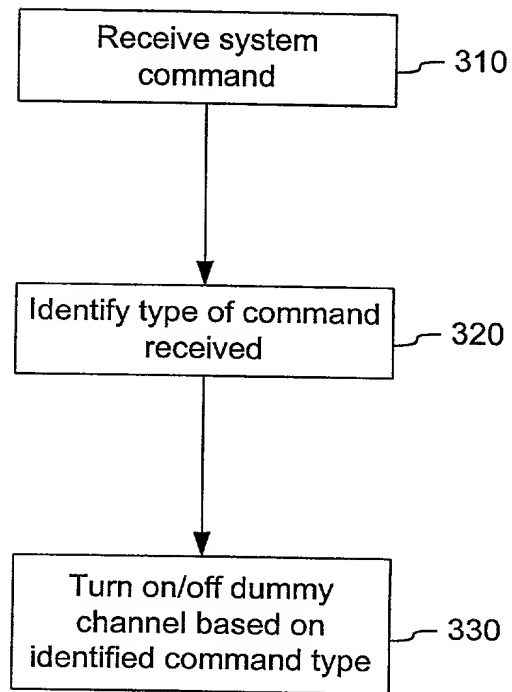 Receive system
command
310
Identify type of command
received
320
Turn on/off dummy
channel based on
identified command type
330